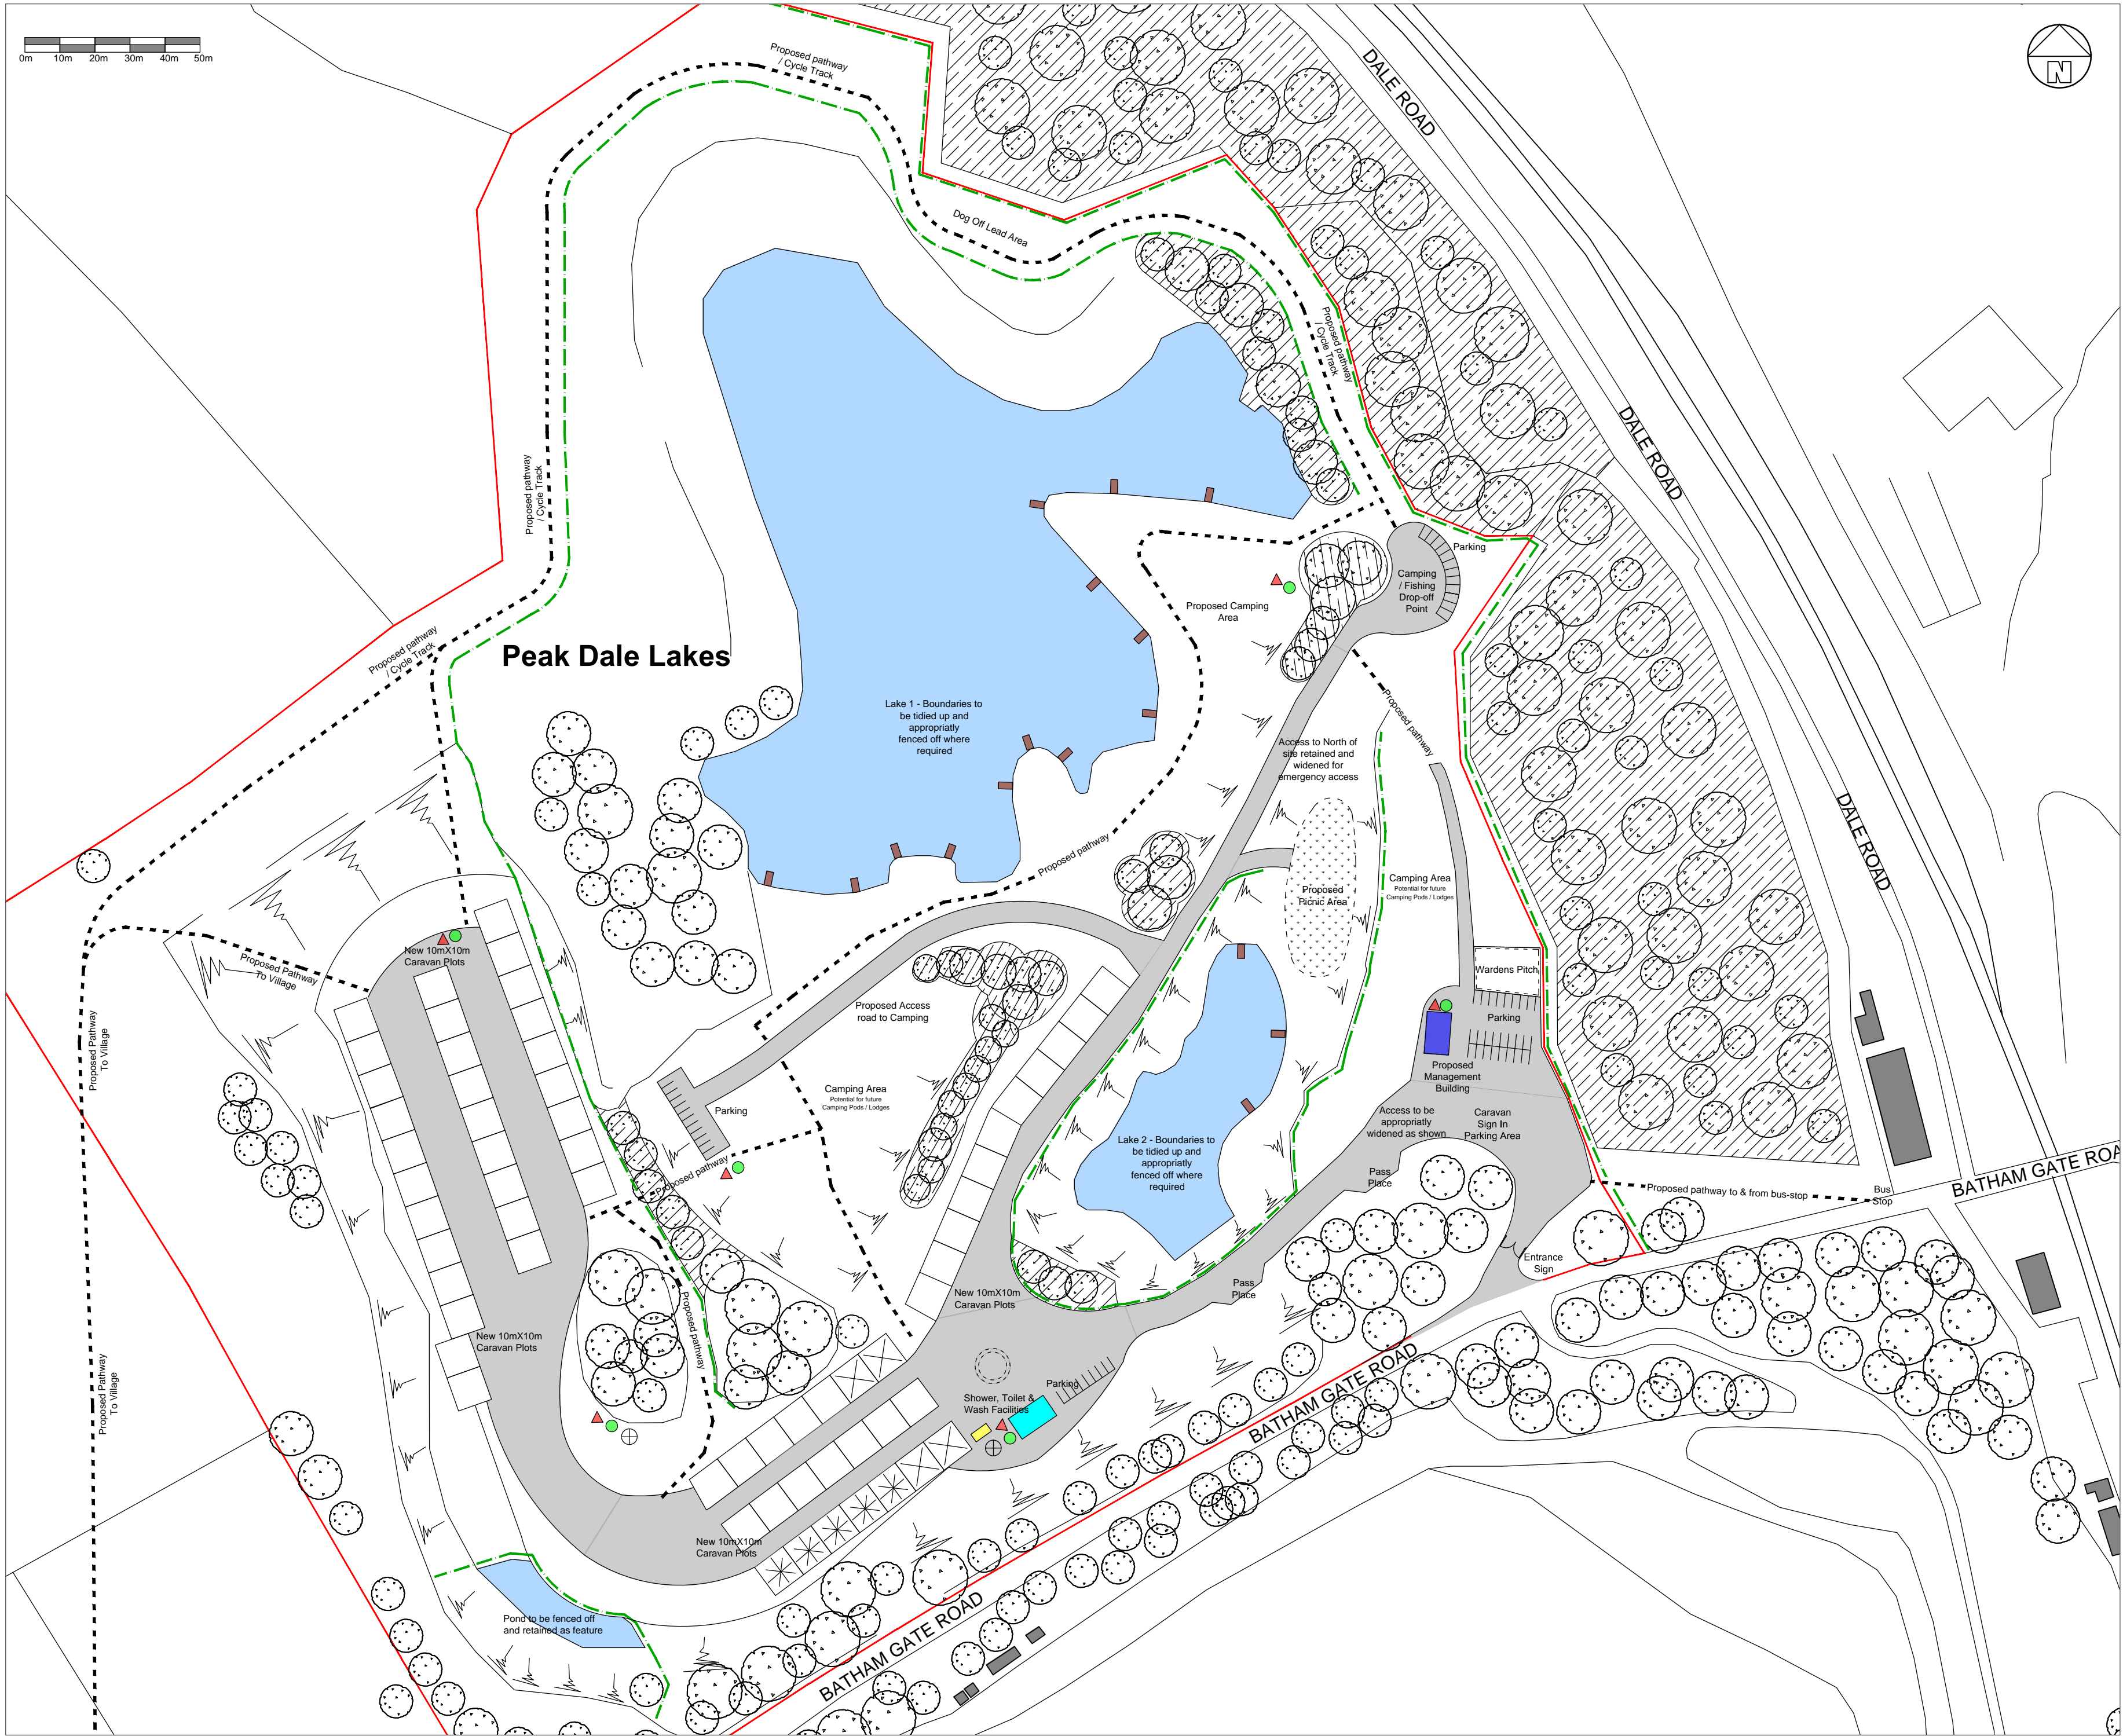 0m 10m 20m 30m 40m 50m
Proposed pathway
/ Cycle Track
DALE ROAD
N
Dog Off Lead Area
Proposed pathway
/ Cycle Track
DALE ROAD
Proposed pathway
/ Cycle Track
Parking
Camping
/ Fishing
Drop-off
Point
Proposed Camping
Area
Proposed pathway
/ Cycle Track
Peak Dale Lakes
Lake 1 - Boundaries to
be tidied up and
appropriatly
fenced off where
required
Proposed pathway
Access to North of
site retained and
widened for
emergency access
DALE ROAD
Proposed pathway
Proposed
Picnic Area
Camping Area
Potential for future
Camping Pods / Lodges
New 10mX10m
Caravan Plots
Proposed Pathway
To Village
Wardens Pitch
Proposed Access
road to Camping
Parking
Proposed Pathway
To Village
Proposed
Management
Building
Camping Area
Potential for future
Camping Pods / Lodges
Parking
Access to be
appropriatly
widened as shown
Caravan
Sign In
Parking Area
Lake 2 - Boundaries to
be tidied up and
appropriatly
fenced off where
required
Pass
Place
Proposed pathway
Proposed pathway to & from bus-stop
Bus
Stop
BATHAM GATE ROA
Entrance
Sign
Pass
Place
New 10mX10m
Caravan Plots
Proposed pathway
New 10mX10m
Caravan Plots
Proposed Pathway
To Village
Parking
Shower, Toilet &
Wash Facilities
BATHAM GATE ROAD
New 10mX10m
Caravan Plots
Pond to be fenced off
and retained as feature
BATHAM GATE ROAD